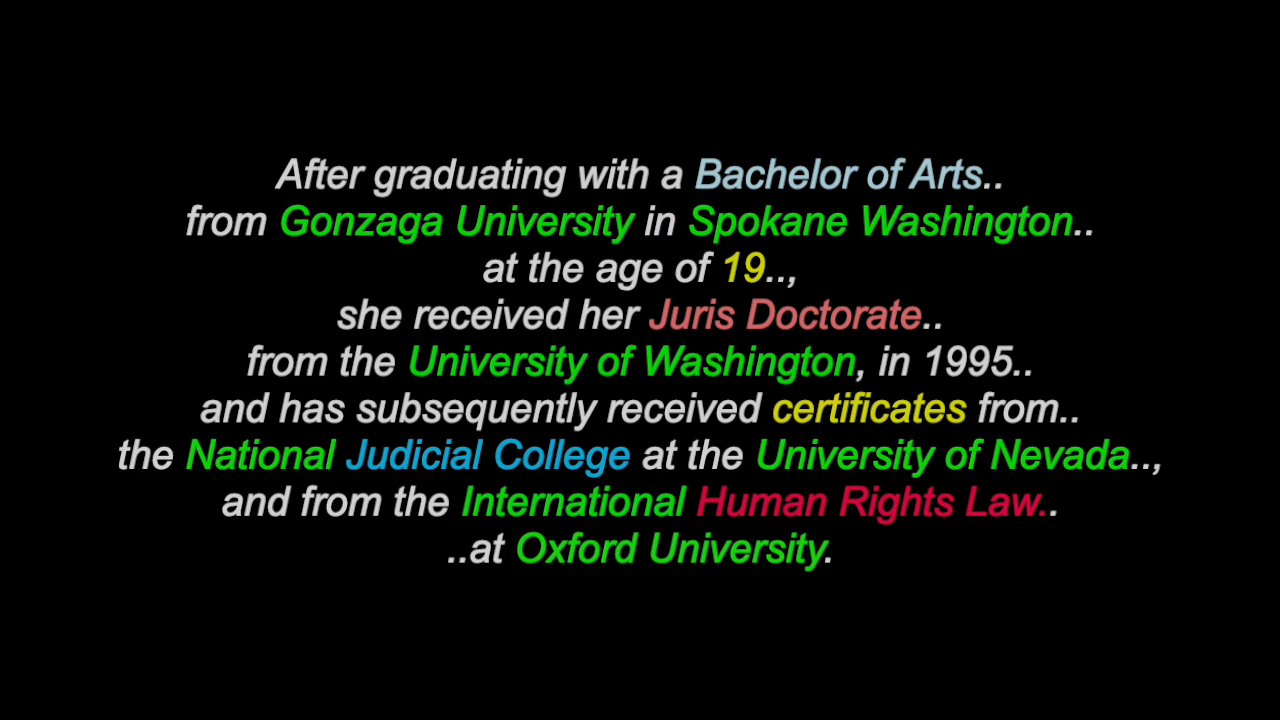 After graduating with a Bachelor of Arts..
from Gonzaga University in Spokane Washington..
at the age of 19..,
she received her Juris Doctorate..
from the University of Washington, in 1995..
and has subsequently received certificates from..
the National Judicial College at the University of Nevada..,
and from the International Human Rights Law..
..at Oxford University.